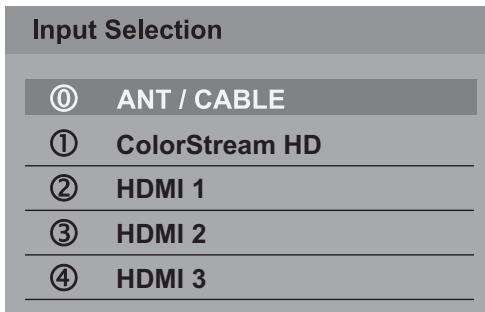 Input Selection
⓪ ANT / CABLE
① ColorStream HD
② HDMI 1
③ HDMI 2
④ HDMI 3